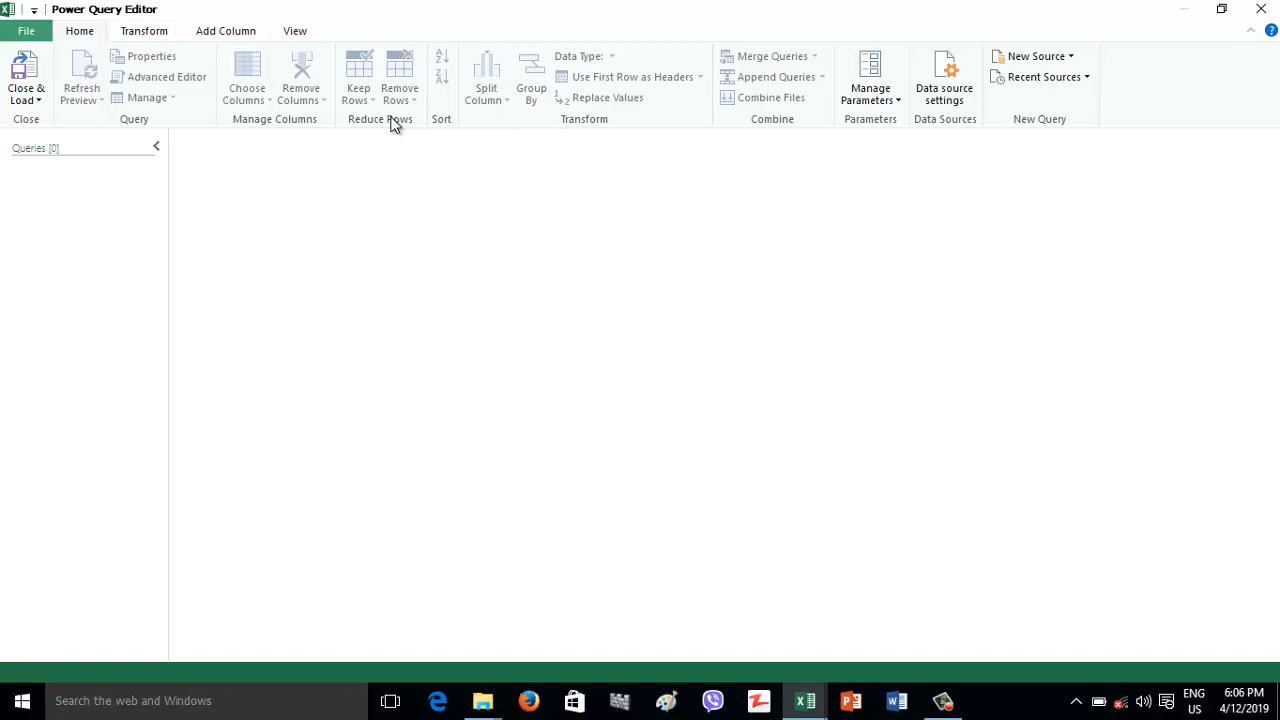 Power Query Editor
File
Home
Transform
Add Column
View
Close &
Load
Close
Refresh
Preview
Properties
Advanced Editor
Manage
Query
Choose
Columns
Remove
Columns
Manage Columns
Keep
Rows
Remove
Rows
Reduce Rows
Sort
Split
Column
Group
By
Data Type:
Use First Row as Headers
Replace Values
Transform
Merge Queries
Append Queries
Combine Files
Combine
Manage
Parameters
Parameters
Data source
settings
Data Sources
New Source
Recent Sources
New Query
Queries [0]
Search the web and Windows
ENG
US
6:06 PM
4/12/2019